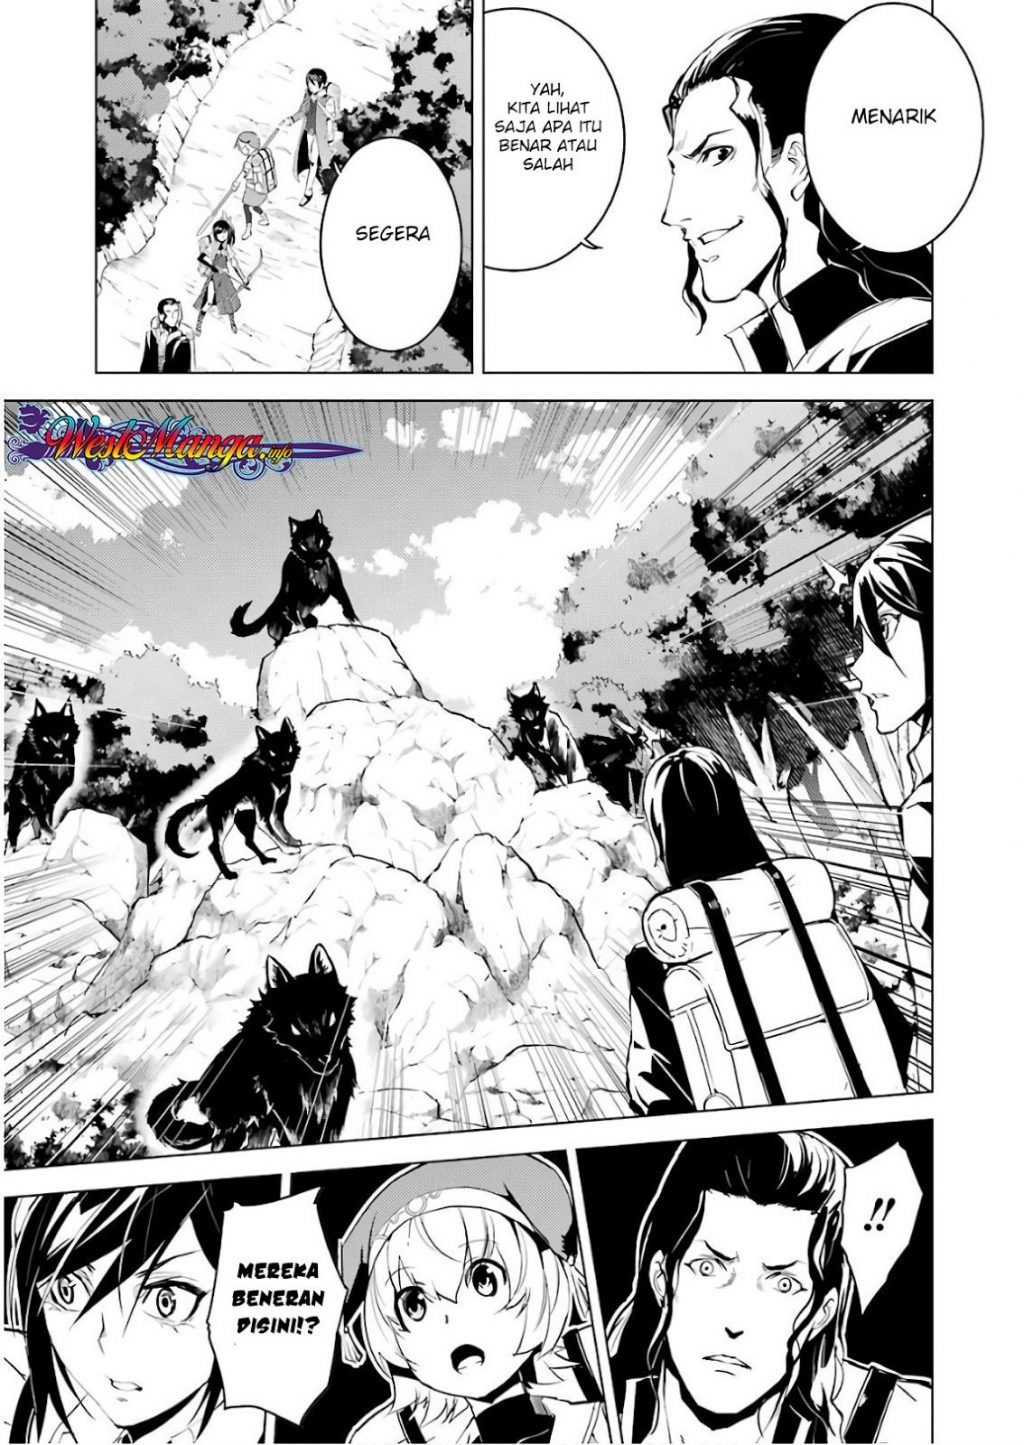 MENARIK
YAH,
KITA LIHAT
SAJA APA ITU
BENAR ATAU
SALAH
SEGERA
WestManga.info
!!
MEREKA
BENERAN
DISINI!?